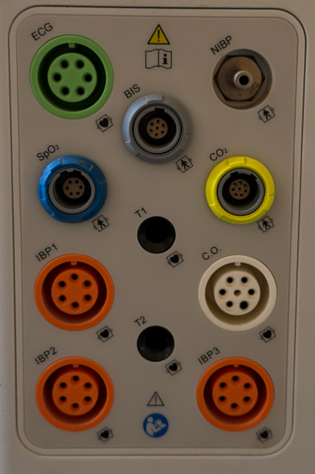 ECG
NIBP
BIS
SpO₂
CO₂
T1
IBP1
C.O.
T2
IBP2
IBP3